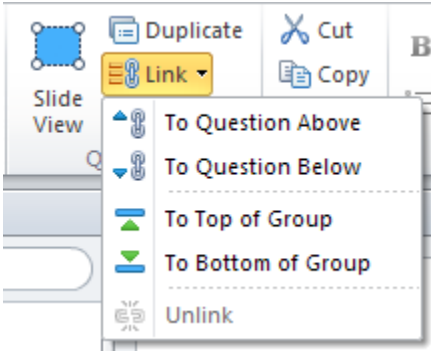 Duplicate
Cut
Link
Copy
Slide
View
B
Q
To Question Above
To Question Below
To Top of Group
To Bottom of Group
Unlink